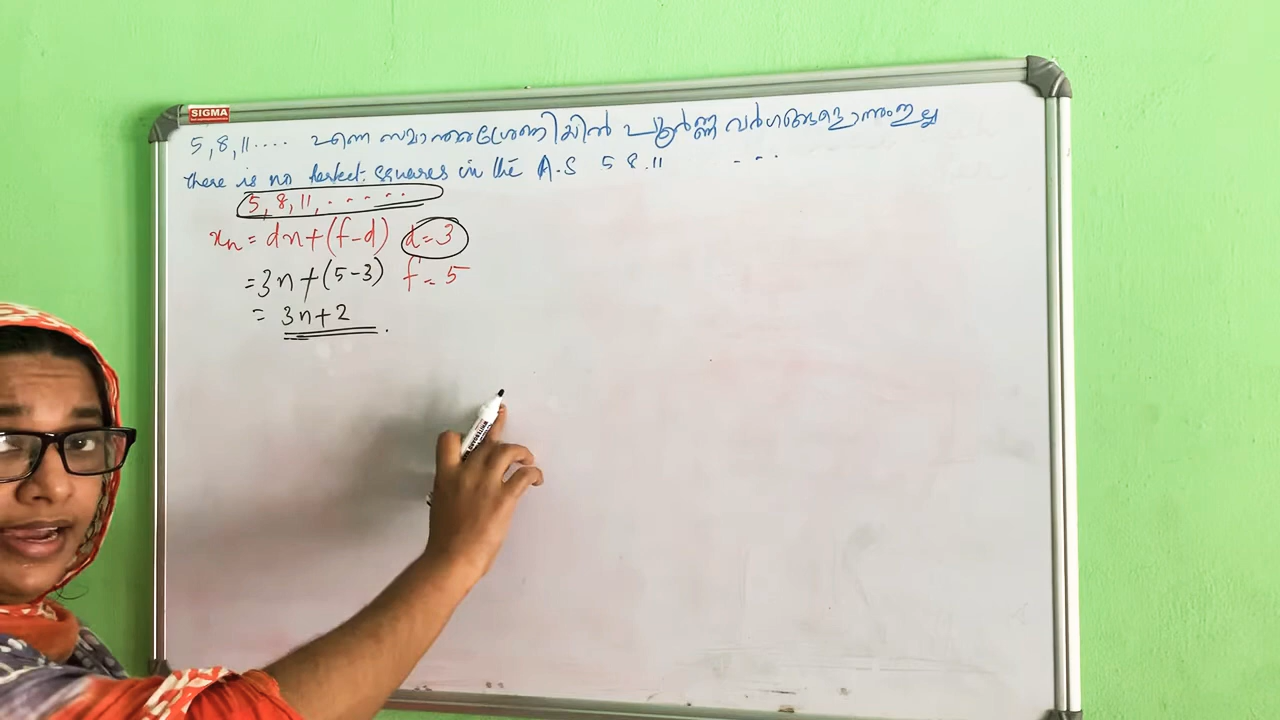 SIGMA
5, 8, 11.... എന്ന സമാന്തരശ്രേണിയിൽ പൂർണ്ണ വർഗങ്ങളൊന്നും ഇല്ല
There is no perfect squares in the A.S 5 8 11 ...
5, 8, 11, ......
xₙ = dn + (f-d) d = 3
= 3n + (5-3) f = 5
= 3n+2.